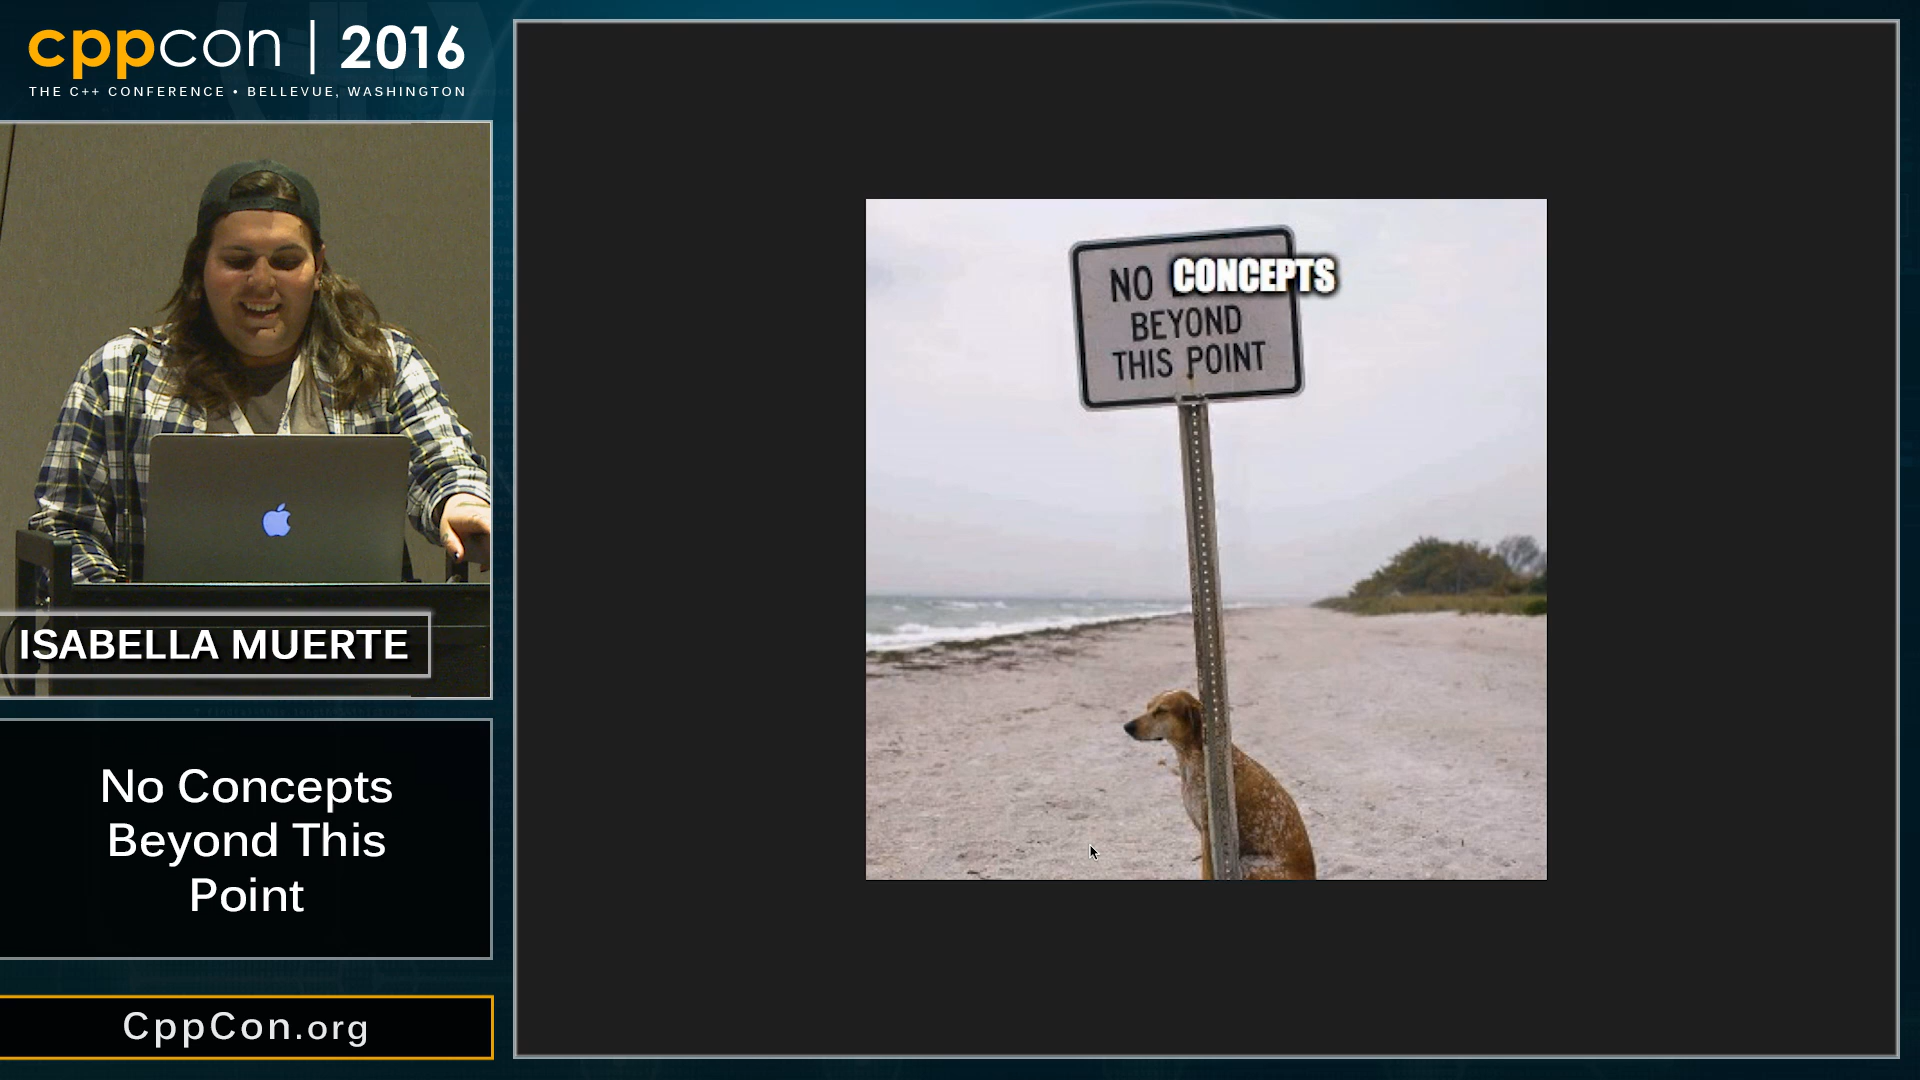 cppcon | 2016
THE C++ CONFERENCE • BELLEVUE, WASHINGTON
ISABELLA MUERTE
No Concepts
Beyond This
Point
CppCon.org
NO CONCEPTS
BEYOND
THIS POINT